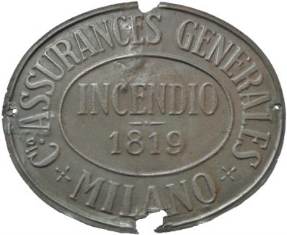 Cie ASSURANCES GENERALES
INCENDIO
1819
MILANO